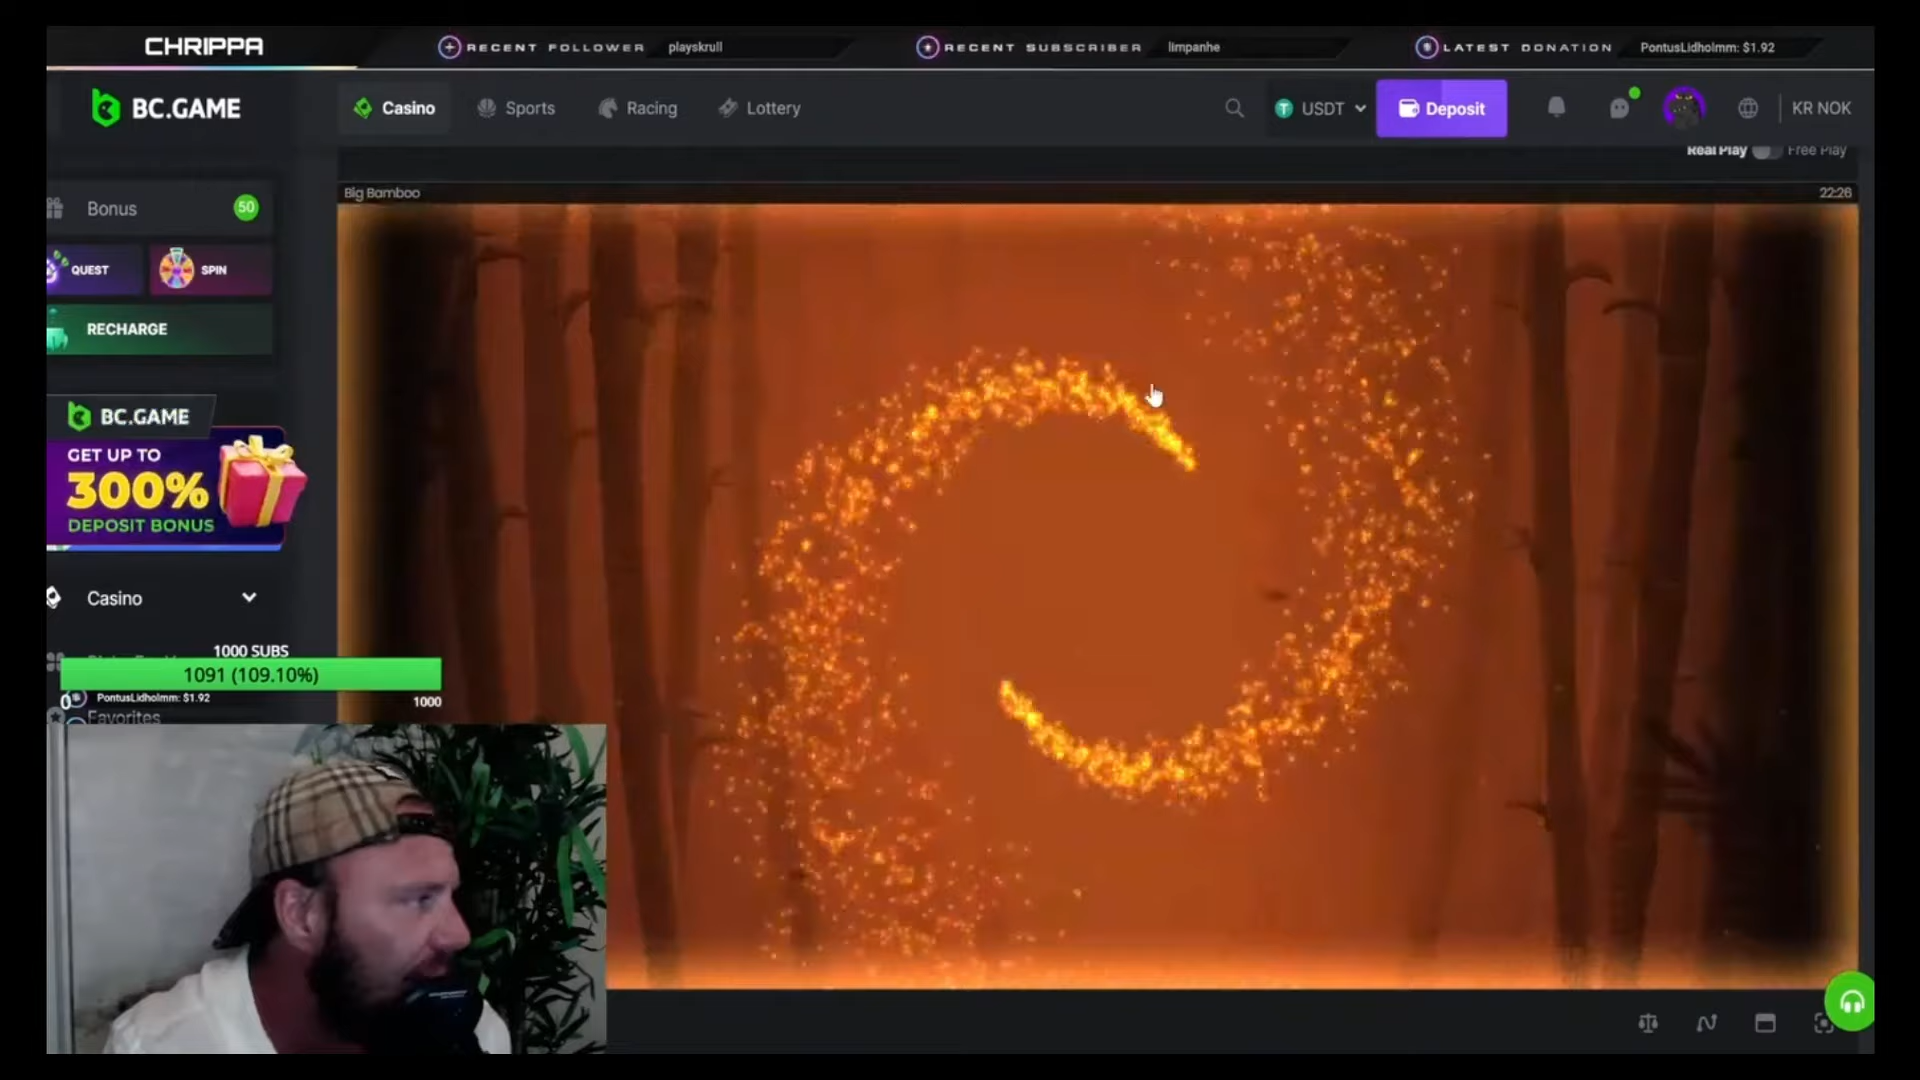 CHRIPPA
RECENT FOLLOWER playskrull
RECENT SUBSCRIBER limpanhe
LATEST DONATION PontusLidholmm: $1.92
BC.GAME
Casino
Sports
Racing
Lottery
USDT
Deposit
KR NOK
Real Play
Free Play
Big Bamboo
22:26
Bonus
50
QUEST
SPIN
RECHARGE
BC.GAME
GET UP TO
300%
DEPOSIT BONUS
Casino
1000 SUBS
1091 (109.10%)
0
PontusLidholmm: $1.92
1000
Favorites